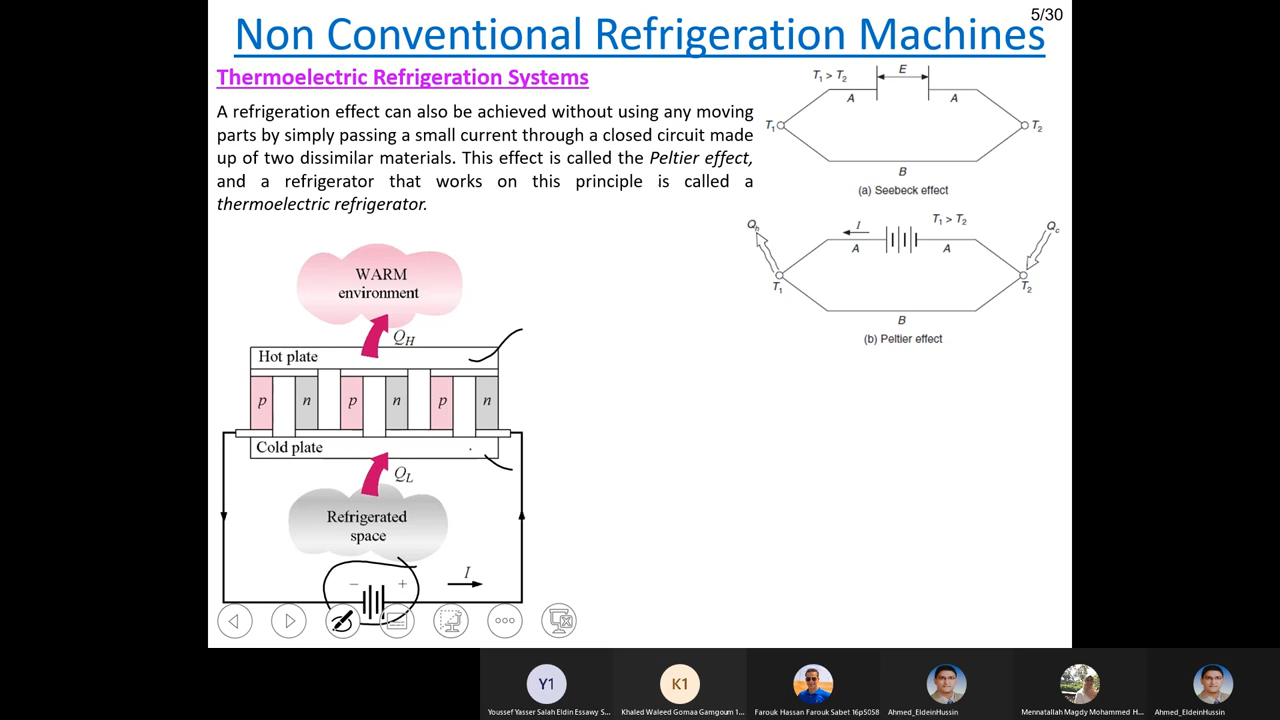 5/30
Non Conventional Refrigeration Machines
Thermoelectric Refrigeration Systems
A refrigeration effect can also be achieved without using any moving
parts by simply passing a small current through a closed circuit made
up of two dissimilar materials. This effect is called the Peltier effect,
and a refrigerator that works on this principle is called a
thermoelectric refrigerator.
T1 > T2
E
A
A
T1
T2
B
(a) Seebeck effect
Qh
I
T1 > T2
Qc
A
A
T1
T2
B
(b) Peltier effect
WARM
environment
QH
Hot plate
p n p n p n
Cold plate
QL
Refrigerated
space
− +
I
Y1
K1
Youssef Yasser Salah Eldin Essawy S...
Khaled Waleed Gomaa Gamgoum 1...
Farouk Hassan Farouk Sabet 16p5058
Ahmed_EldeinHussin
Mennatallah Magdy Mohammed H...
Ahmed_EldeinHussin